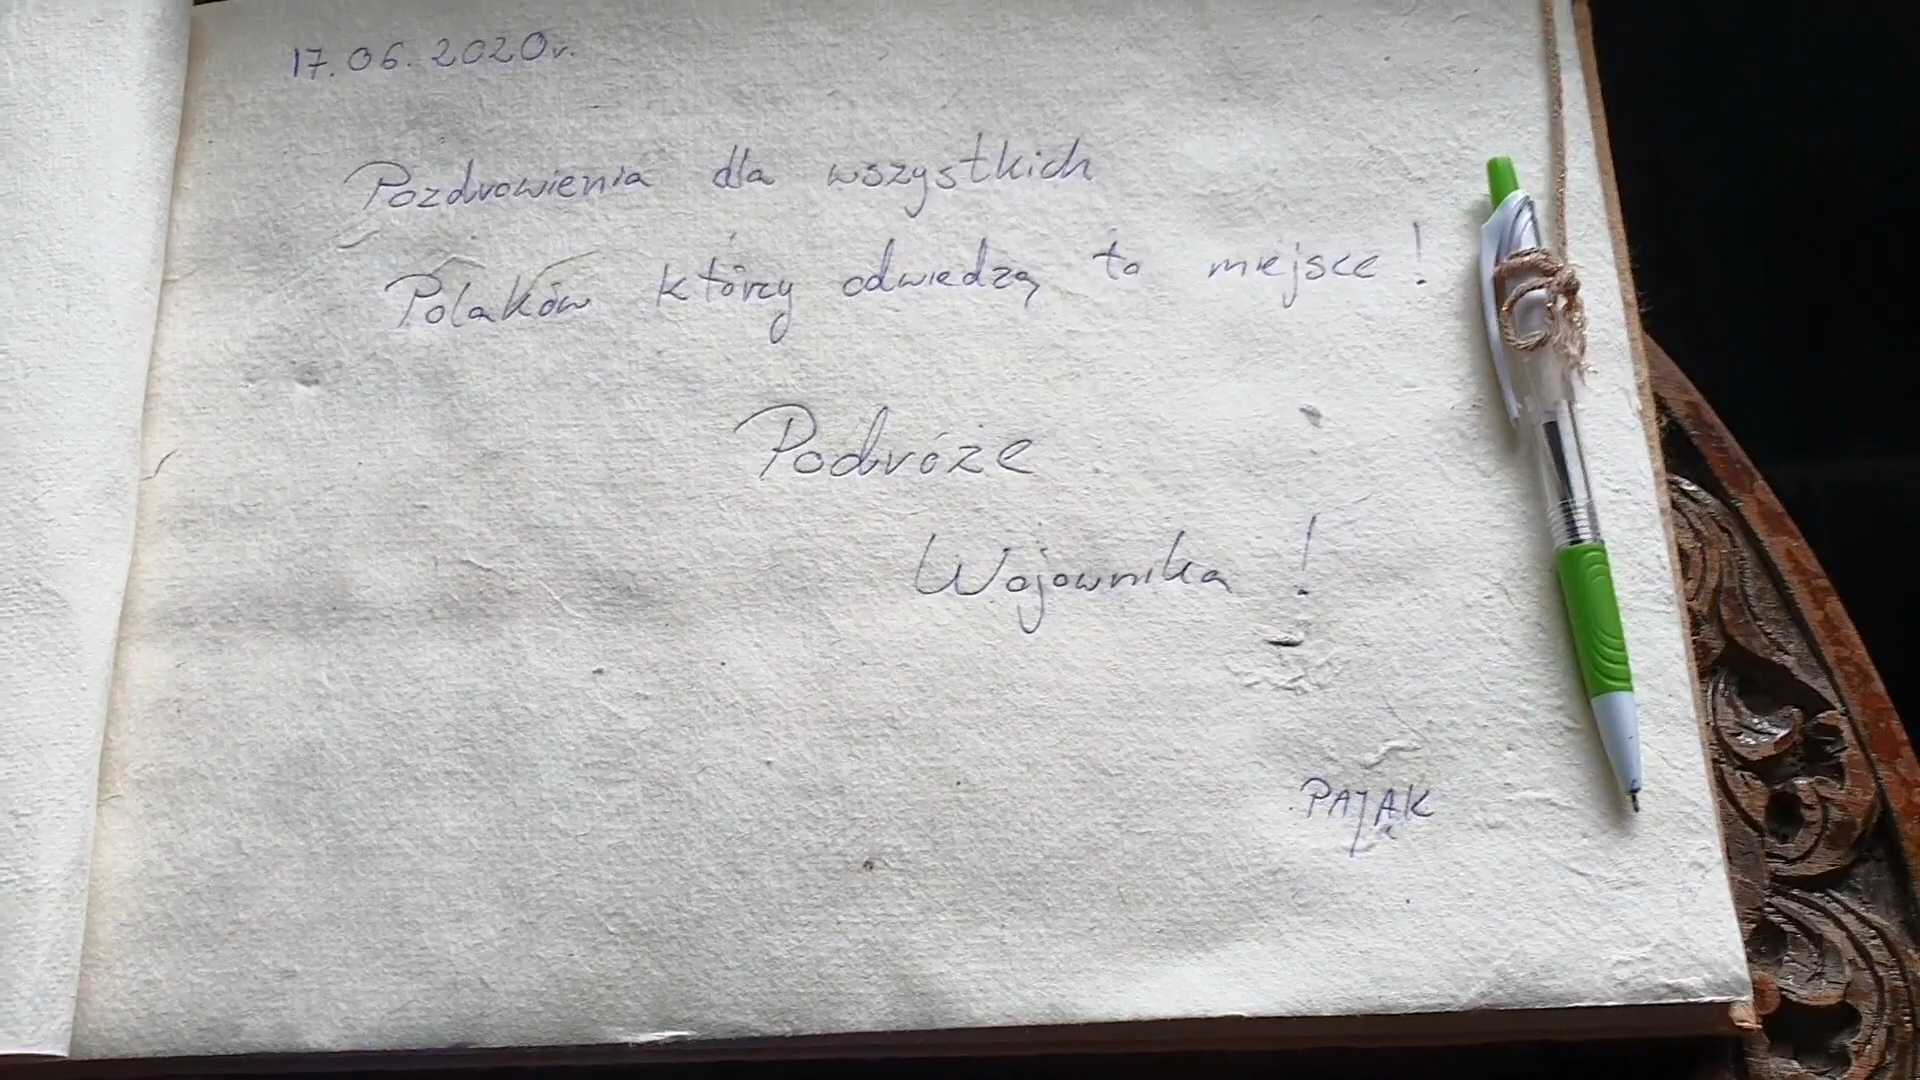 17.06.2020r.
Pozdrowienia dla wszystkich
Polaków którzy odwiedzą to miejsce!
Podróże
Wojownika!
PAJĄK